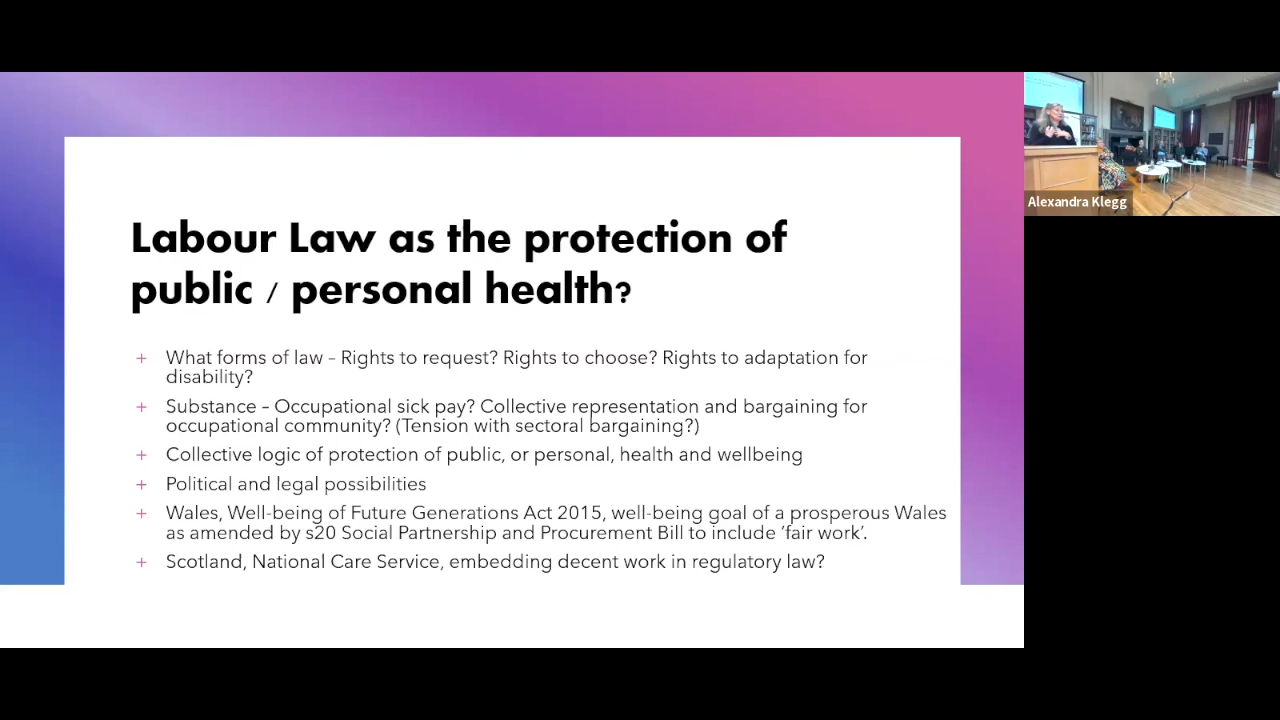 Labour Law as the protection of
public / personal health?
+ What forms of law – Rights to request? Rights to choose? Rights to adaptation for
disability?
+ Substance – Occupational sick pay? Collective representation and bargaining for
occupational community? (Tension with sectoral bargaining?)
+ Collective logic of protection of public, or personal, health and wellbeing
+ Political and legal possibilities
+ Wales, Well-being of Future Generations Act 2015, well-being goal of a prosperous Wales
as amended by s20 Social Partnership and Procurement Bill to include ‘fair work’.
+ Scotland, National Care Service, embedding decent work in regulatory law?
Alexandra Klegg